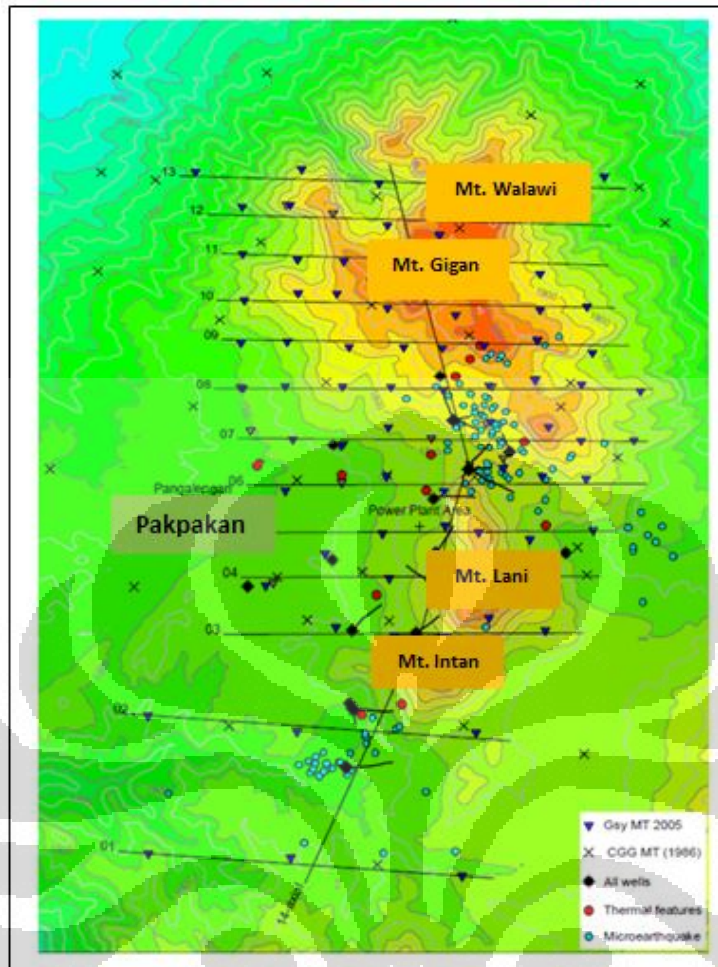 13
Mt. Walawi
12
11
Mt. Gigan
10
09
08
07
06
Pangalengan
Power Plant Area
Pakpakan
04
Mt. Lani
03
Mt. Intan
02
01
Gsy MT 2005
CGG MT (1986)
All wells
Thermal features
Microearthquake